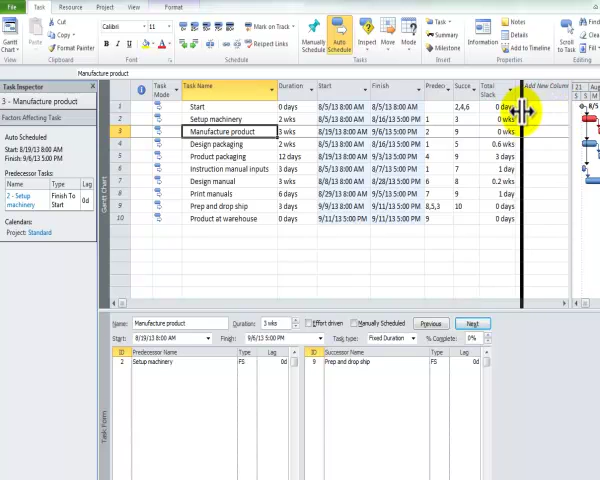 File Task Resource Project View Format
Gantt Chart Paste Cut Copy Format Painter Calibri 11 B I U Mark on Track Respect Links Manually Schedule Auto Schedule Inspect Move Mode Task Summary Milestone Information Notes Details Add to Timeline Scroll to Task Find Clear Fill
View Clipboard Font Schedule Tasks Insert Properties
Manufacture product
Task Inspector X
3 - Manufacture product
Factors Affecting Task:
Auto Scheduled
Start: 8/19/13 8:00 AM
Finish: 9/6/13 5:00 PM
Predecessor Tasks:
Name Type Lag
2 - Setup machinery Finish To Start 0d
Calendars:
Project: Standard
Task Mode Task Name Duration Start Finish Predec Succe Total Slack Add New Column 21 Aug
S S M
1 Start 0 days 8/5/13 8:00 AM 8/5/13 8:00 AM 2,4,6 0 days 8/5
2 Setup machinery 2 wks 8/5/13 8:00 AM 8/16/13 5:00 PM 1 3 0 wks
3 Manufacture product 3 wks 8/19/13 8:00 AM 9/6/13 5:00 PM 2 9 0 wks
4 Design packaging 2 wks 8/5/13 8:00 AM 8/16/13 5:00 PM 1 5 0.6 wks
5 Product packaging 12 days 8/19/13 8:00 AM 9/3/13 5:00 PM 4 9 3 days
6 Instruction manual inputs 3 days 8/5/13 8:00 AM 8/7/13 5:00 PM 1 7 1 day
7 Design manual 3 wks 8/8/13 8:00 AM 8/28/13 5:00 PM 6 8 0.2 wks
8 Print manuals 6 days 8/29/13 8:00 AM 9/5/13 5:00 PM 7 9 1 day
9 Prep and drop ship 3 days 9/9/13 8:00 AM 9/11/13 5:00 PM 8,5,3 10 0 days
10 Product at warehouse 0 days 9/11/13 5:00 PM 9/11/13 5:00 PM 9 0 days
Gantt Chart
Name: Manufacture product Duration: 3 wks Effort driven Manually Scheduled Previous Next
Start: 8/19/13 8:00 AM Finish: 9/6/13 5:00 PM Task type: Fixed Duration % Complete: 0%
ID Predecessor Name Type Lag ID Successor Name Type Lag
2 Setup machinery FS 0d 9 Prep and drop ship FS 0d
Task Form